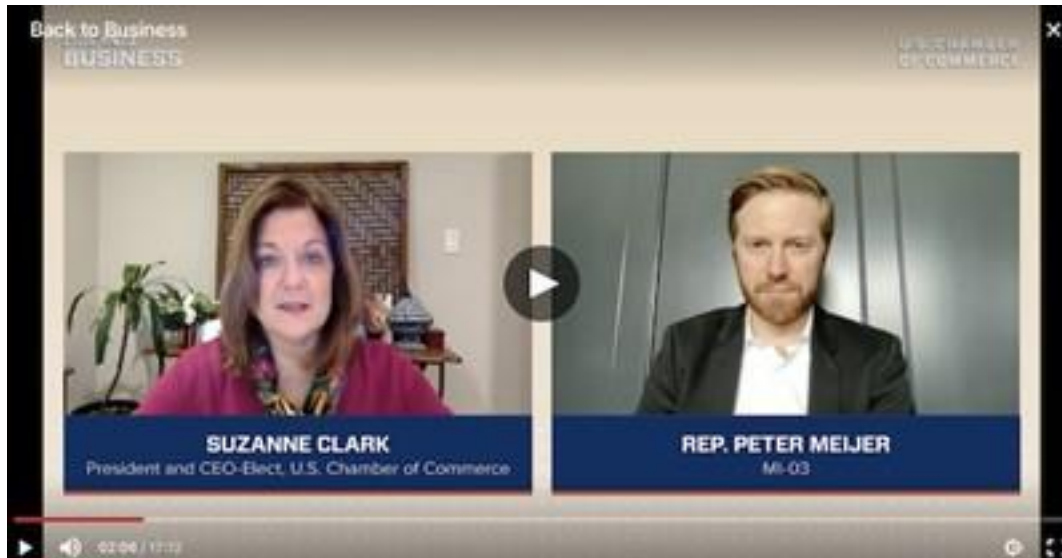 Back to Business
BUSINESS
U.S. CHAMBER
OF COMMERCE
SUZANNE CLARK
President and CEO-Elect, U.S. Chamber of Commerce
REP. PETER MEIJER
MI-03
02:06 / 17:12